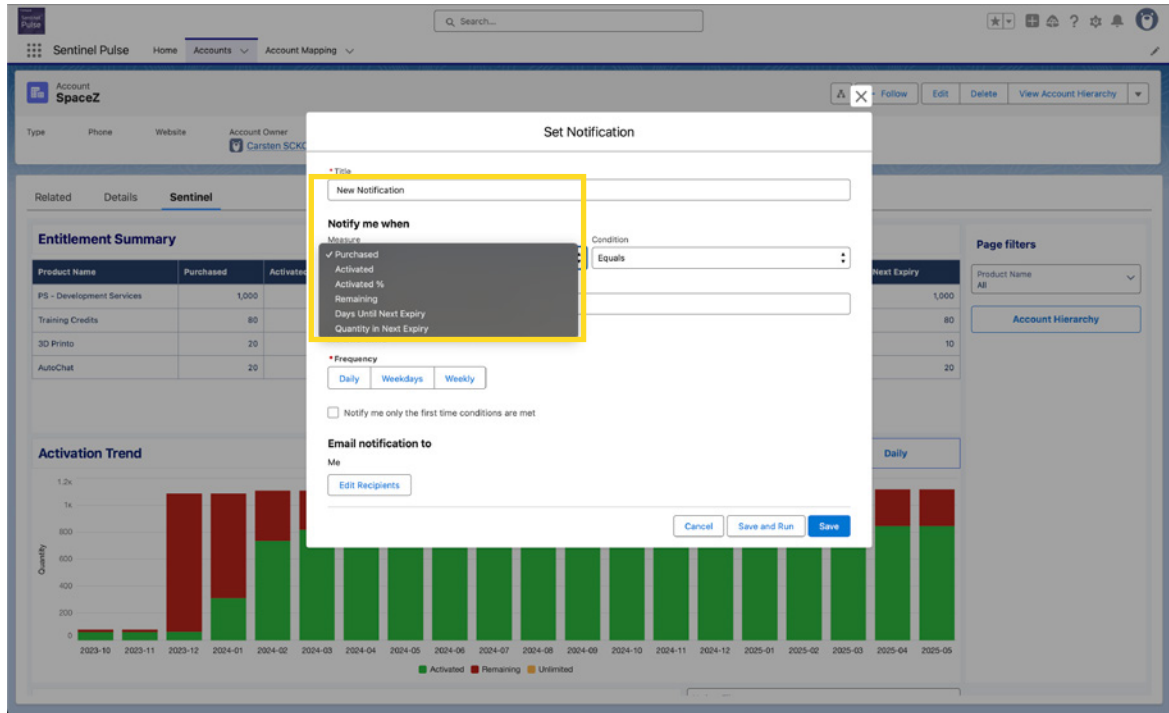 Sentinel
Pulse
Search...
Sentinel Pulse Home Accounts Account Mapping
Account
SpaceZ
Follow Edit Delete View Account Hierarchy
Type Phone Website Account Owner
Carsten SCKC
Set Notification
*Title
New Notification
Notify me when
Measure Condition
✓ Purchased
Equals
Activated
Activated %
Remaining
Days Until Next Expiry
Quantity in Next Expiry
*Frequency
Daily Weekdays Weekly
Notify me only the first time conditions are met
Email notification to
Me
Edit Recipients
Cancel Save and Run Save
Related Details Sentinel
Entitlement Summary
Product Name Purchased Activated Next Expiry
PS - Development Services 1,000 1,000
Training Credits 80 80
3D Printo 20 10
AutoChat 20 20
Page filters
Product Name
All
Account Hierarchy
Activation Trend
Daily
Quantity
1.2k
1k
800
600
400
200
0
2023-10 2023-11 2023-12 2024-01 2024-02 2024-03 2024-04 2024-05 2024-06 2024-07 2024-08 2024-09 2024-10 2024-11 2024-12 2025-01 2025-02 2025-03 2025-04 2025-05
Activated Remaining Unlimited